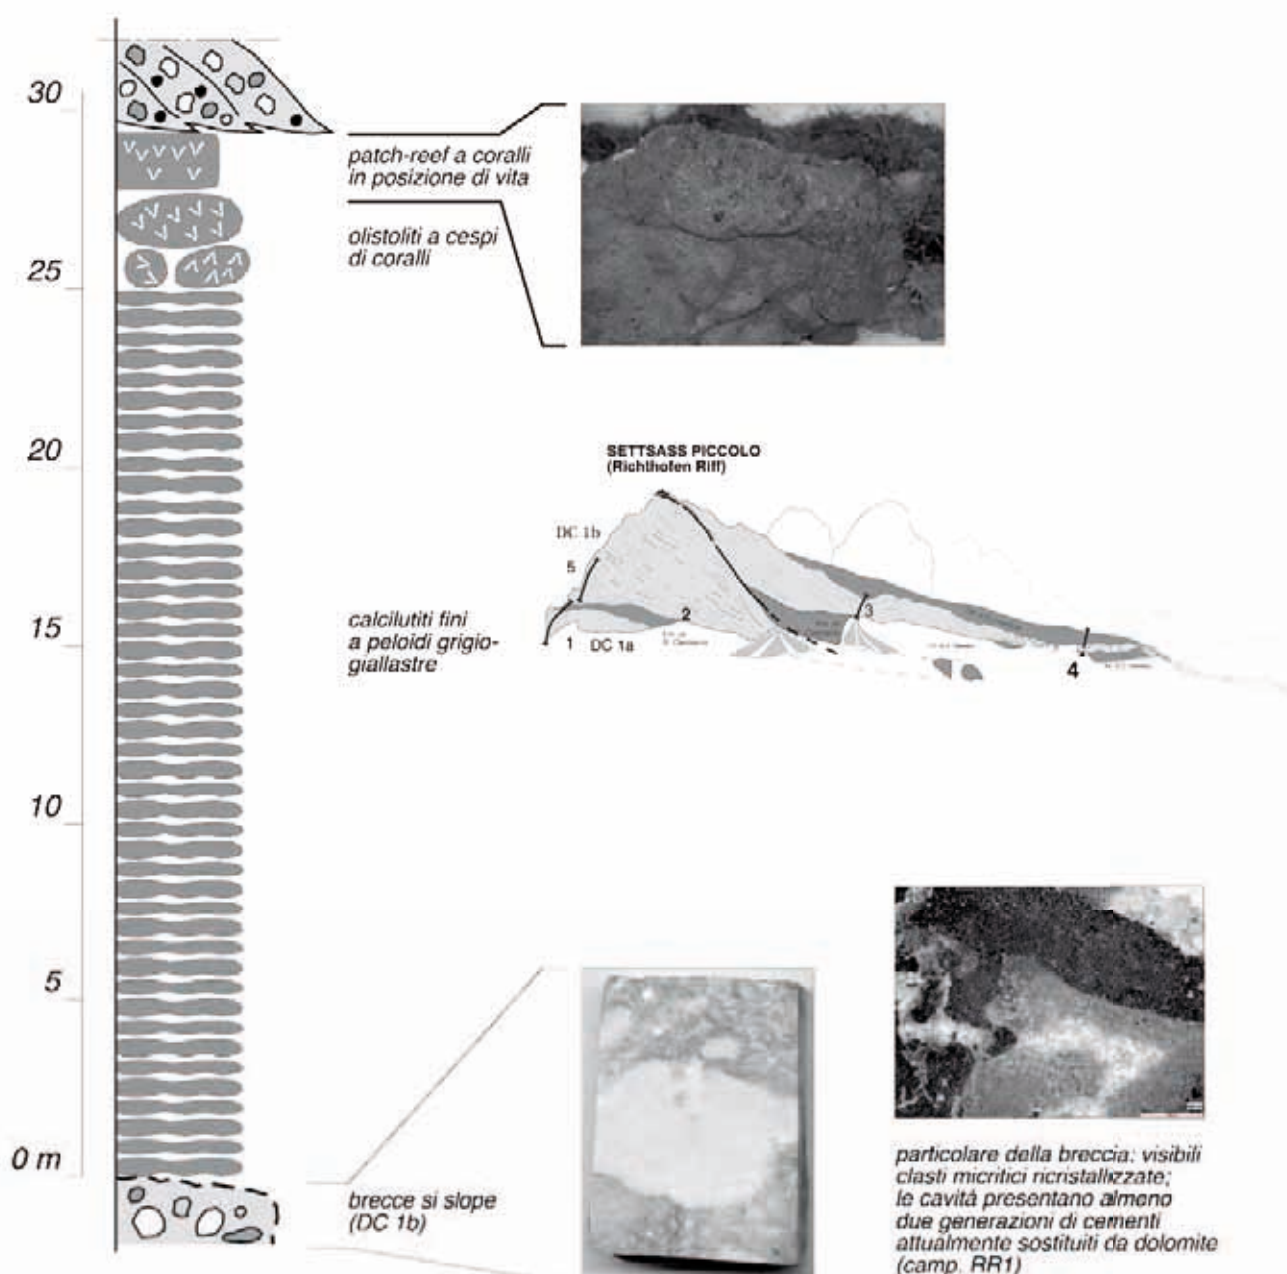 30
patch-reef a coralli
in posizione di vita
olistoliti a cespi
di coralli
25
20
SETTSASS PICCOLO
(Richthofen Riff)
DC 1b
5
2
3
1
DC 1a
4
15
calcilutiti fini
a peloidi grigio-
giallastre
10
5
0 m
brecce si slope
(DC 1b)
particolare della breccia: visibili
clasti micritici ricristallizzate;
le cavità presentano almeno
due generazioni di cementi
attualmente sostituiti da dolomite
(camp. RR1)